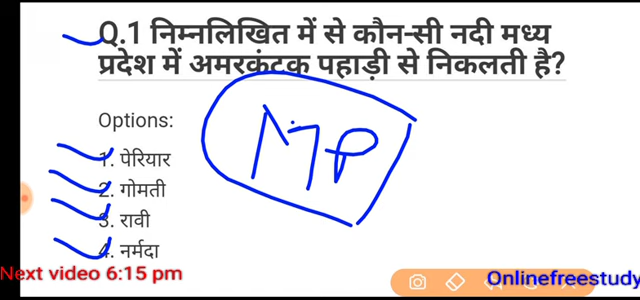 Q.1 निम्नलिखित में से कौन-सी नदी मध्य
प्रदेश में अमरकंटक पहाड़ी से निकलती है?
Options:
MP
1. पेरियार
2. गोमती
3. रावी
4. नर्मदा
Next video 6:15 pm
Onlinefreestudy